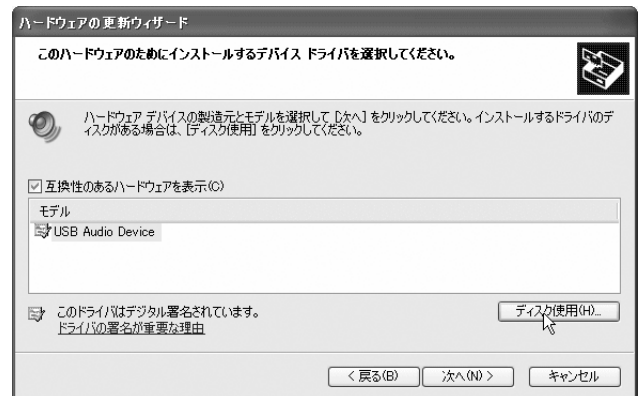 ハードウェアの更新ウィザード
このハードウェアのためにインストールするデバイス ドライバを選択してください。
ハードウェア デバイスの製造元とモデルを選択して [次へ] をクリックしてください。インストールするドライバのデ
ィスクがある場合は、[ディスク使用] をクリックしてください。
互換性のあるハードウェアを表示(C)
モデル
USB Audio Device
このドライバはデジタル署名されています。
ディスク使用(H)...
ドライバの署名が重要な理由
< 戻る(B)
次へ(N) >
キャンセル